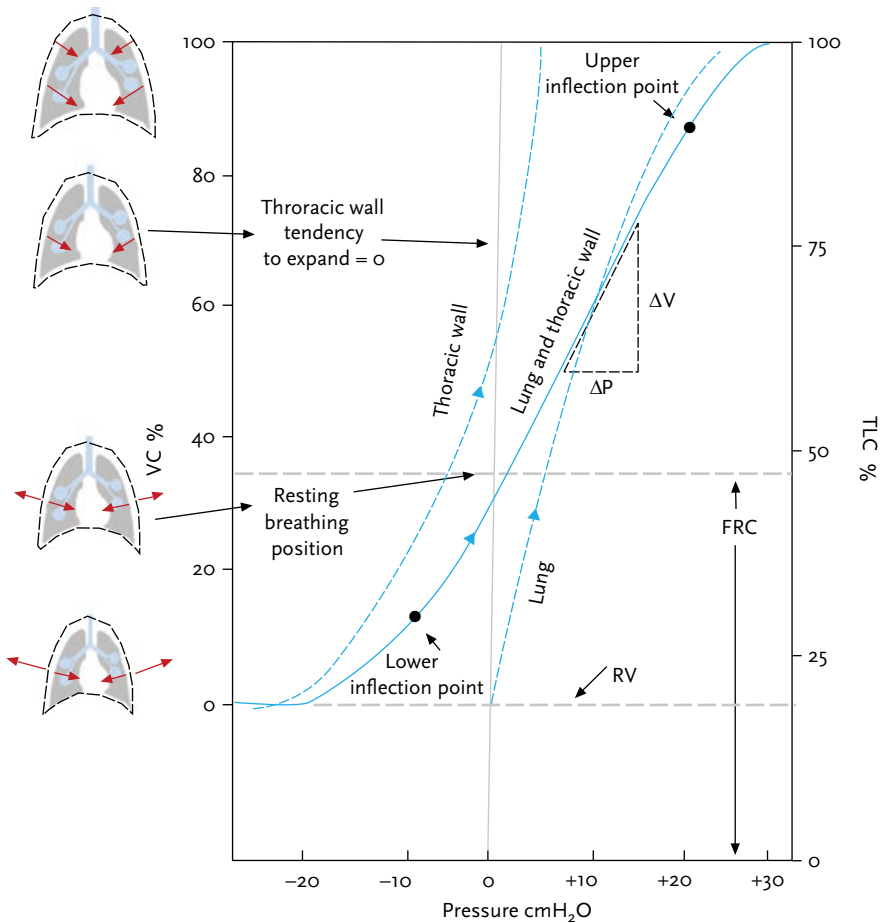 100
80
60
40
20
0
VC %
100
75
50
25
0
TLC %
Upper
inflection point
Throracic wall
tendency
to expand = 0
Thoracic wall
Lung and thoracic wall
ΔV
ΔP
Resting
breathing
position
FRC
Lung
Lower
inflection point
RV
−20
−10
0
+10
+20
+30
Pressure cmH₂O